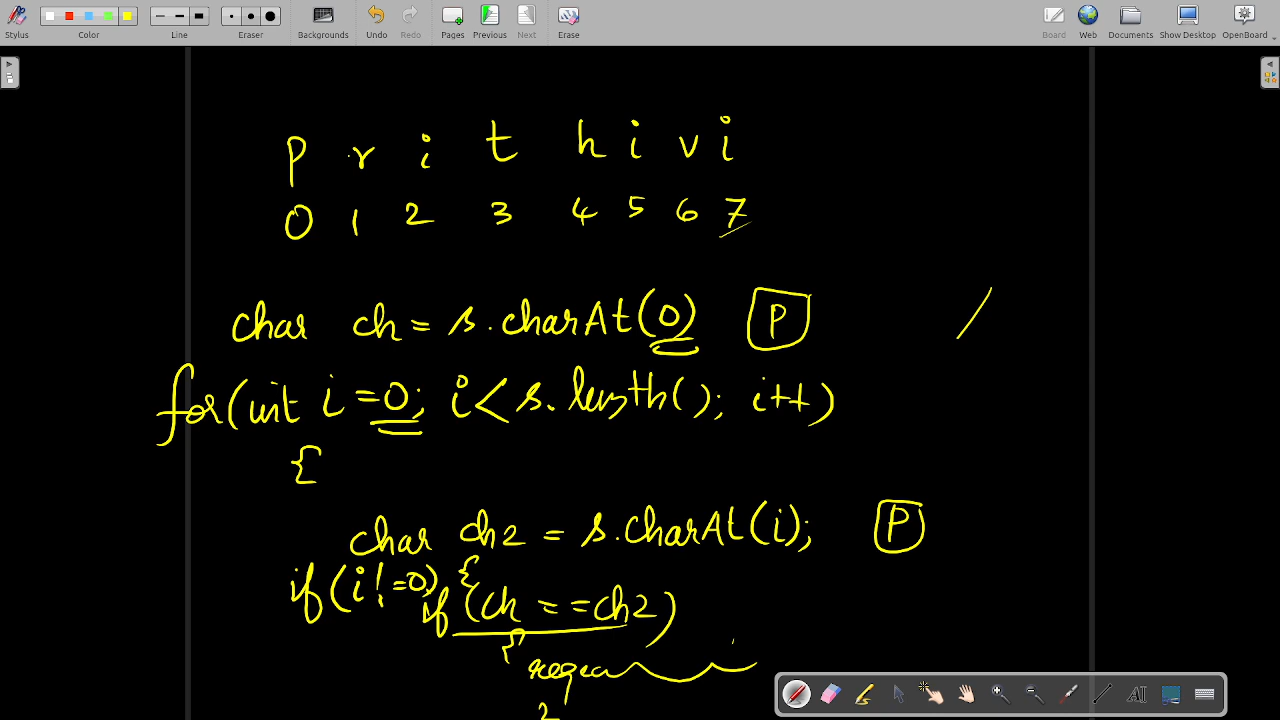 Stylus Color Line Eraser Backgrounds Undo Redo Pages Previous Next Erase Board Web Documents Show Desktop OpenBoard
p r i t h i v i
0 1 2 3 4 5 6 7
char ch = s.charAt(0) P
for(int i=0; i<s.length(); i++)
{
char ch2 = s.charAt(i); P
if(i!=0) {
if (ch ==ch2)
{